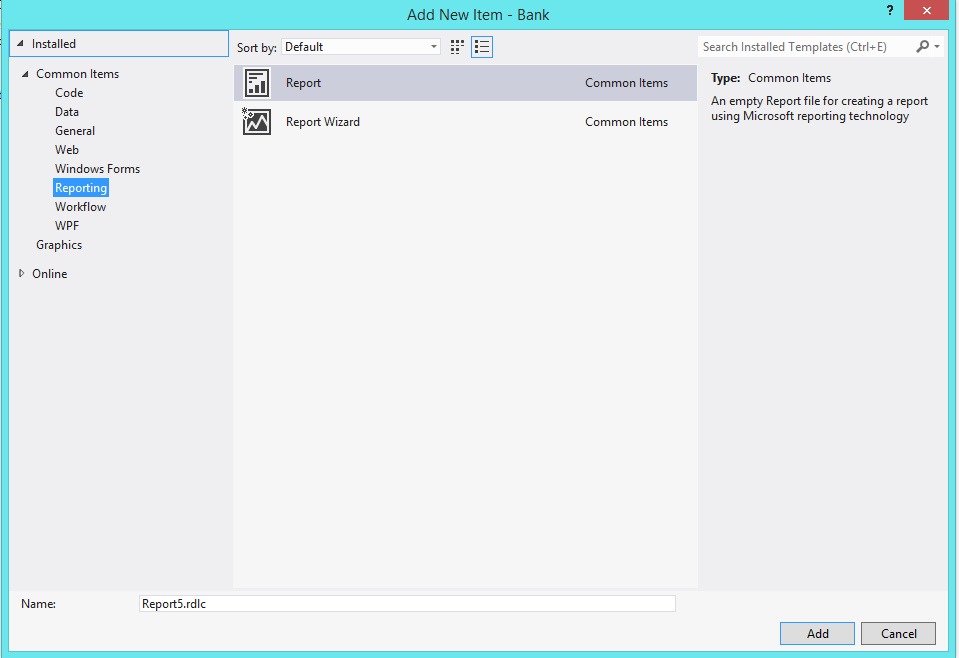 Add New Item - Bank
?
Installed
Sort by: Default
Search Installed Templates (Ctrl+E)
Common Items
Code
Data
General
Web
Windows Forms
Reporting
Workflow
WPF
Graphics
Online
Report Common Items
Report Wizard Common Items
Type: Common Items
An empty Report file for creating a report
using Microsoft reporting technology
Name: Report5.rdlc
Add Cancel